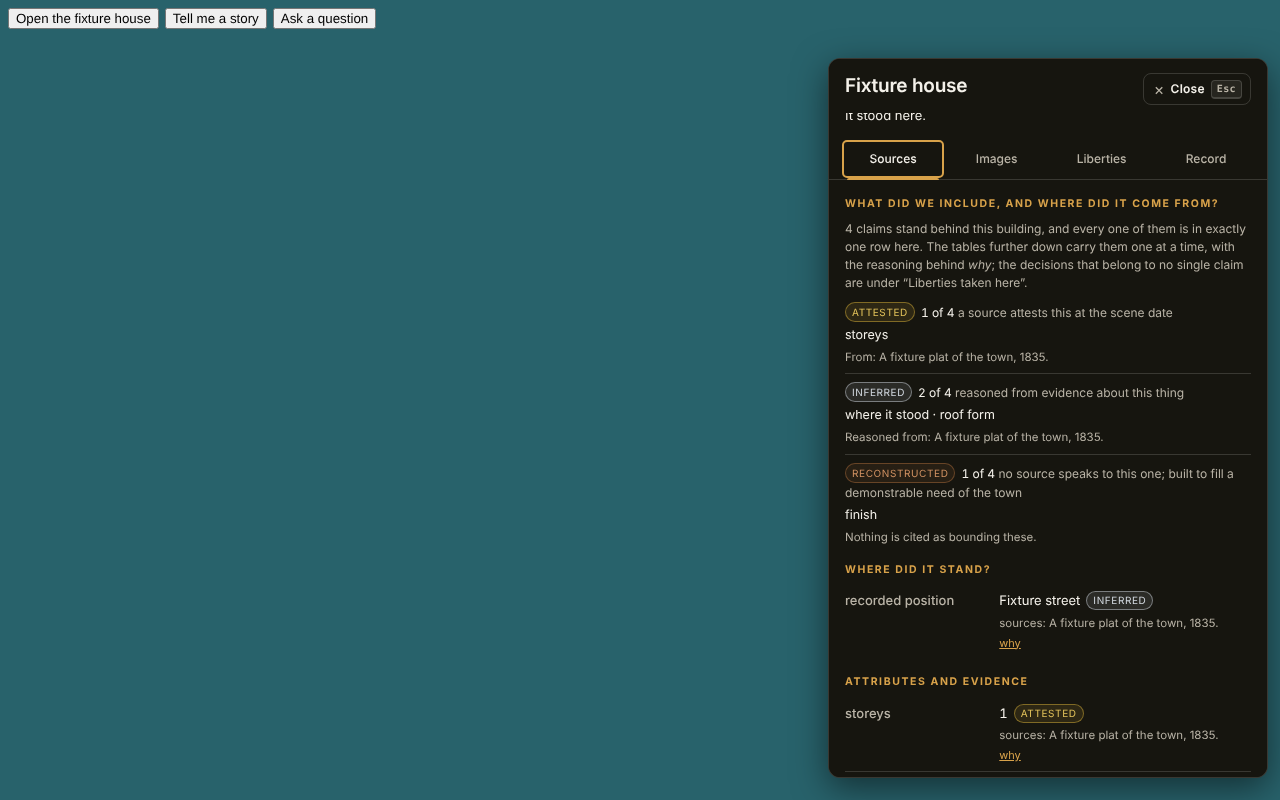 Open the fixture house Tell me a story Ask a question
Fixture house
× Close Esc
it stood here.
Sources Images Liberties Record
WHAT DID WE INCLUDE, AND WHERE DID IT COME FROM?
4 claims stand behind this building, and every one of them is in exactly
one row here. The tables further down carry them one at a time, with
the reasoning behind why; the decisions that belong to no single claim
are under “Liberties taken here”.
ATTESTED 1 of 4 a source attests this at the scene date
storeys
From: A fixture plat of the town, 1835.
INFERRED 2 of 4 reasoned from evidence about this thing
where it stood · roof form
Reasoned from: A fixture plat of the town, 1835.
RECONSTRUCTED 1 of 4 no source speaks to this one; built to fill a
demonstrable need of the town
finish
Nothing is cited as bounding these.
WHERE DID IT STAND?
recorded position Fixture street INFERRED
sources: A fixture plat of the town, 1835.
why
ATTRIBUTES AND EVIDENCE
storeys 1 ATTESTED
sources: A fixture plat of the town, 1835.
why